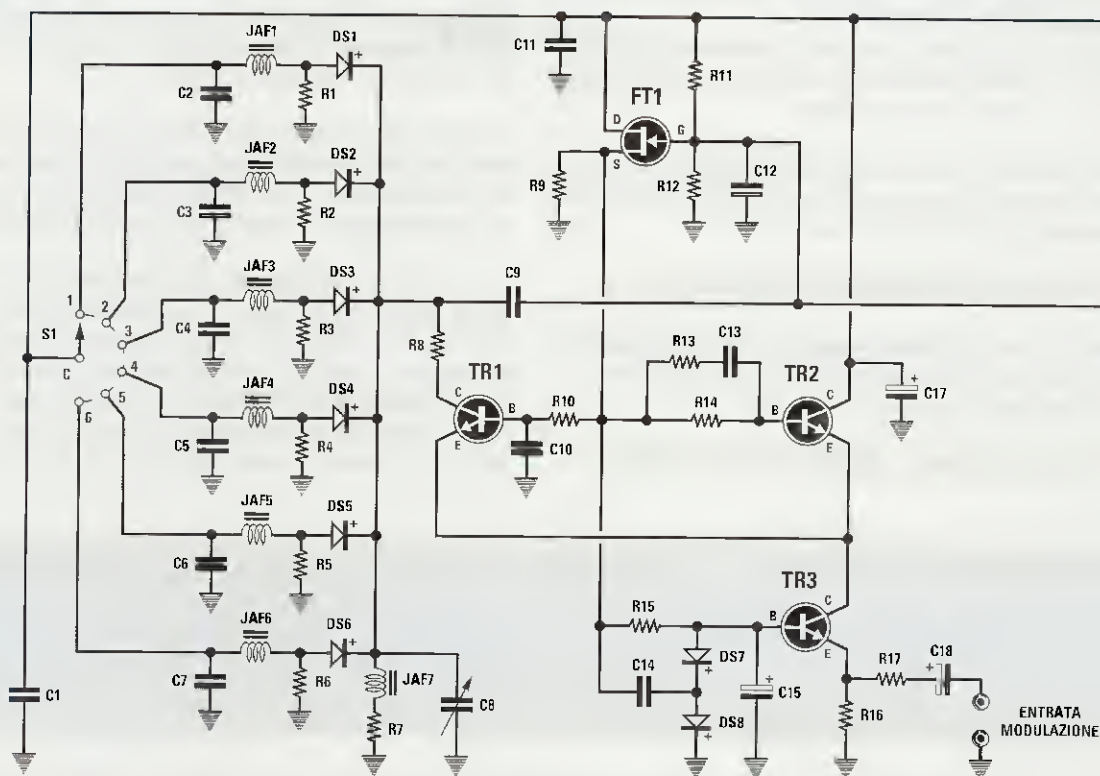 JAF1
DS1
C2
R1
C11
R11
D
FT1
G
S
R9
R12
C12
JAF2
DS2
C3
R2
JAF3
DS3
C4
R3
C9
1
2
3
S1
C
4
5
6
R8
TR1
C
B
E
R10
C10
R13
C13
R14
TR2
B
C
E
C17
JAF4
DS4
C5
R4
JAF5
DS5
C6
R5
TR3
JAF6
DS6
C7
R6
JAF7
R7
C8
C1
R15
B
C
E
C14
DS7
DS8
C15
R17
C18
R16
ENTRATA
MODULAZIONE